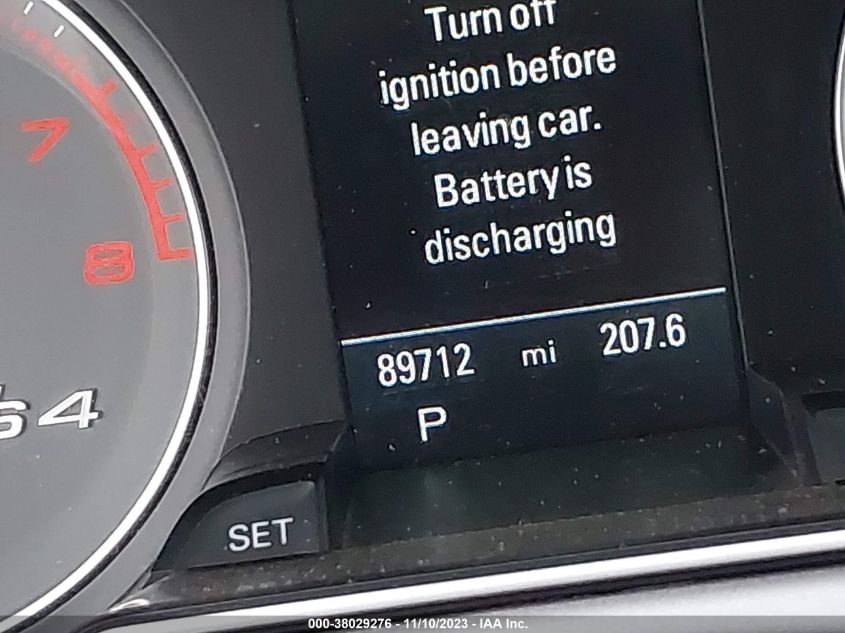 Turn off
ignition before
leaving car.
Battery is
discharging
7
8
89712 mi 207.6
P
S4
SET
000-38029276 - 11/10/2023 - IAA Inc.